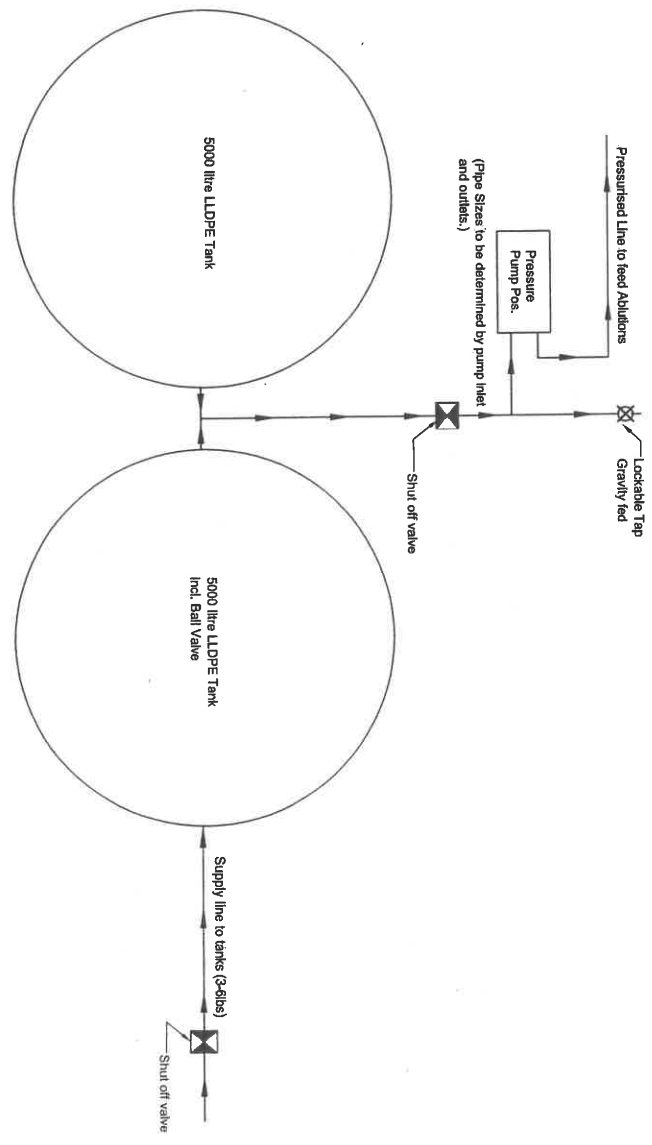 Pressurised Line to feed Ablutions
Lockable Tap
Gravity fed
Pressure
Pump Pos.
(Pipe Sizes to be determined by pump inlet
and outlets.)
Shut off valve
5000 litre LLDPE Tank
5000 litre LLDPE Tank
Incl. Ball Valve
Supply line to tanks (3-6lbs)
Shut off valve